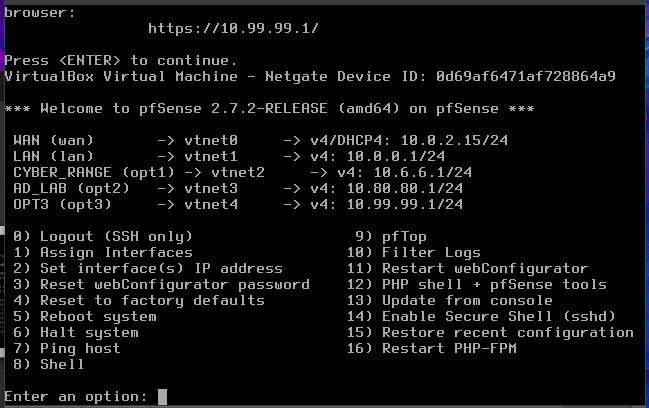 browser:
https://10.99.99.1/
Press <ENTER> to continue.
VirtualBox Virtual Machine - Netgate Device ID: 0d69af6471af728864a9
*** Welcome to pfSense 2.7.2-RELEASE (amd64) on pfSense ***
WAN (wan) -> vtnet0 -> v4/DHCP4: 10.0.2.15/24
LAN (lan) -> vtnet1 -> v4: 10.0.0.1/24
CYBER_RANGE (opt1) -> vtnet2 -> v4: 10.6.6.1/24
AD_LAB (opt2) -> vtnet3 -> v4: 10.80.80.1/24
OPT3 (opt3) -> vtnet4 -> v4: 10.99.99.1/24
0) Logout (SSH only) 9) pfTop
1) Assign Interfaces 10) Filter Logs
2) Set interface(s) IP address 11) Restart webConfigurator
3) Reset webConfigurator password 12) PHP shell + pfSense tools
4) Reset to factory defaults 13) Update from console
5) Reboot system 14) Enable Secure Shell (sshd)
6) Halt system 15) Restore recent configuration
7) Ping host 16) Restart PHP-FPM
8) Shell
Enter an option: